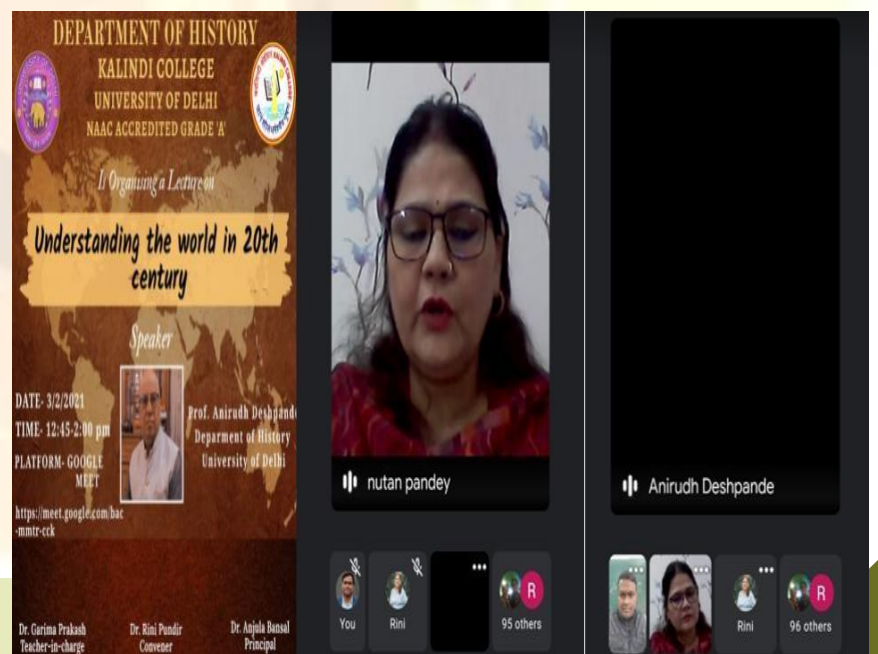 DEPARTMENT OF HISTORY
KALINDI COLLEGE
UNIVERSITY OF DELHI
NAAC ACCREDITED GRADE 'A'
Is Organising a Lecture on
Understanding the world in 20th
century
Speaker
DATE- 3/2/2021
TIME- 12:45-2:00 pm
PLATFORM- GOOGLE
MEET
https://meet.google.com/bac
-mmtr-cck
Prof. Anirudh Deshpande
Deparment of History
University of Delhi
Dr. Garima Prakash
Teacher-in-charge
Dr. Rini Pundir
Convener
Dr. Anjula Bansal
Principal
nutan pandey
You
Rini
R
95 others
Anirudh Deshpande
Rini
R
96 others